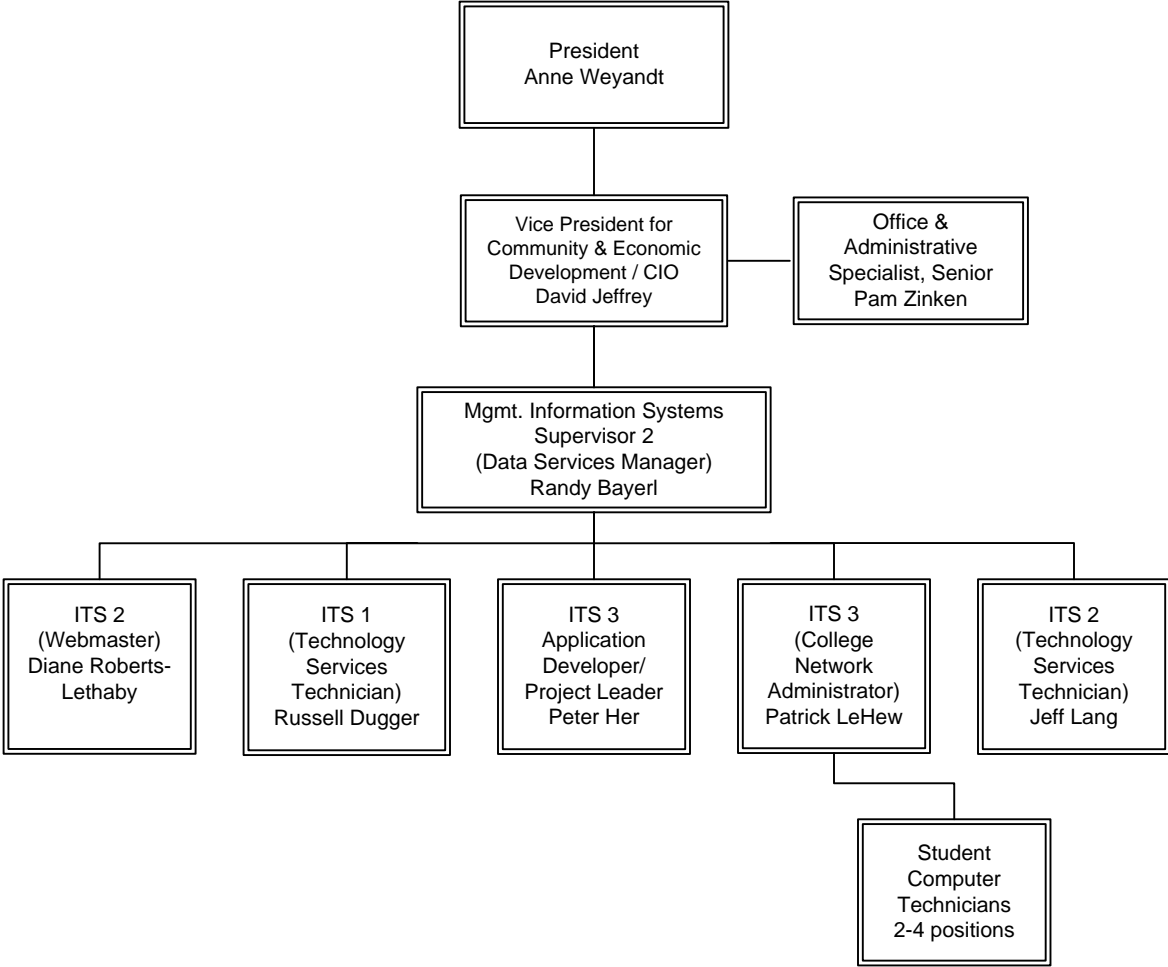 President
Anne Weyandt
Vice President for
Community & Economic
Development / CIO
David Jeffrey
Office &
Administrative
Specialist, Senior
Pam Zinken
Mgmt. Information Systems
Supervisor 2
(Data Services Manager)
Randy Bayerl
ITS 2
(Webmaster)
Diane Roberts-
Lethaby
ITS 1
(Technology
Services
Technician)
Russell Dugger
ITS 3
Application
Developer/
Project Leader
Peter Her
ITS 3
(College
Network
Administrator)
Patrick LeHew
ITS 2
(Technology
Services
Technician)
Jeff Lang
Student
Computer
Technicians
2-4 positions